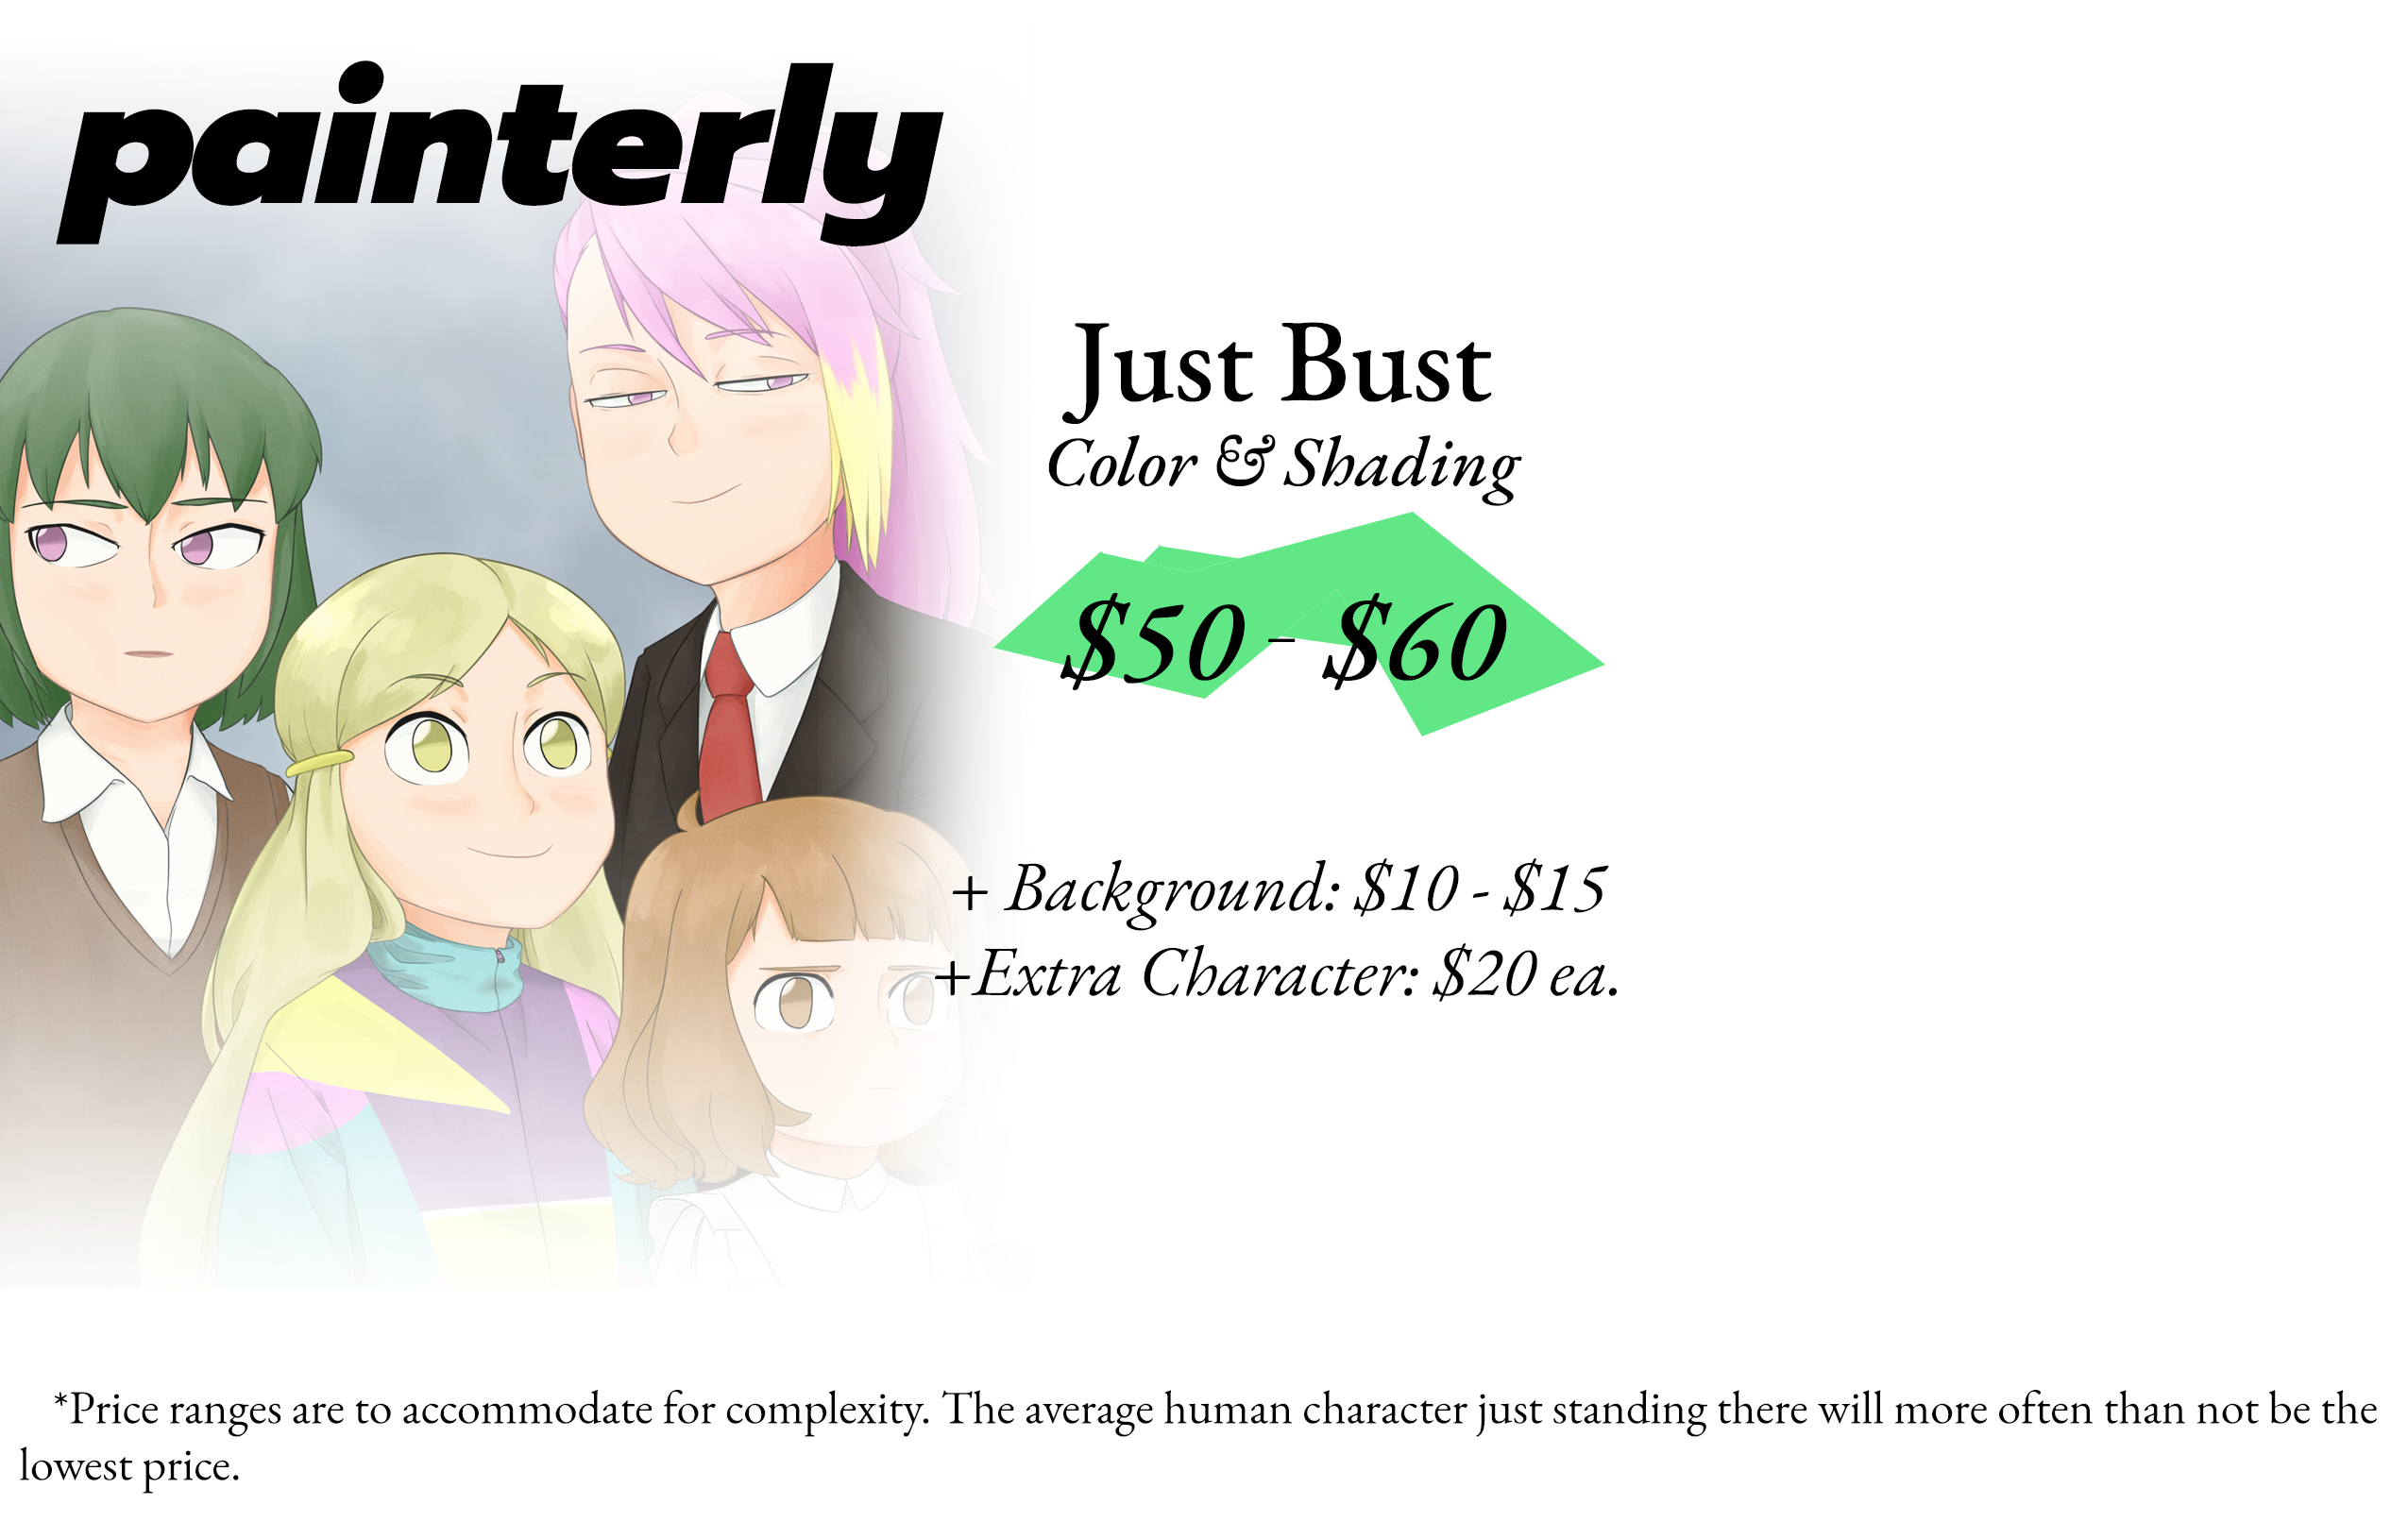 painterly
Just Bust
Color & Shading
$50 - $60
+ Background: $10 - $15
+Extra Character: $20 ea.
*Price ranges are to accommodate for complexity. The average human character just standing there will more often than not be the
lowest price.